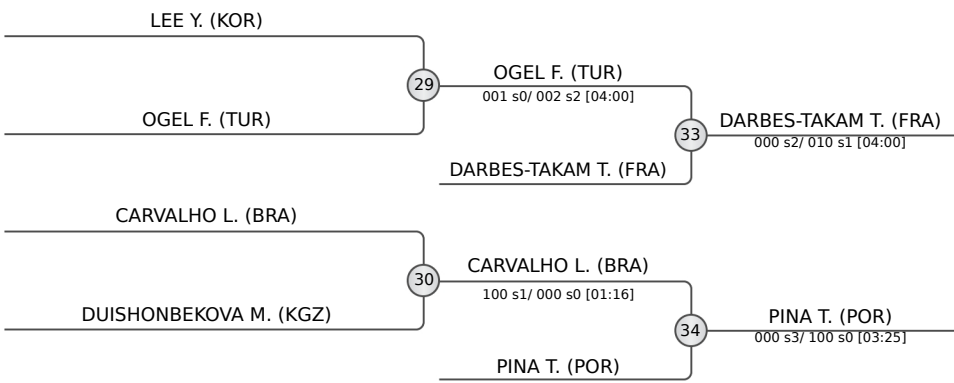 LEE Y. (KOR)
29
OGEL F. (TUR)
001 s0/ 002 s2 [04:00]
OGEL F. (TUR)
33
DARBES-TAKAM T. (FRA)
000 s2/ 010 s1 [04:00]
DARBES-TAKAM T. (FRA)
CARVALHO L. (BRA)
30
CARVALHO L. (BRA)
100 s1/ 000 s0 [01:16]
DUISHONBEKOVA M. (KGZ)
34
PINA T. (POR)
000 s3/ 100 s0 [03:25]
PINA T. (POR)